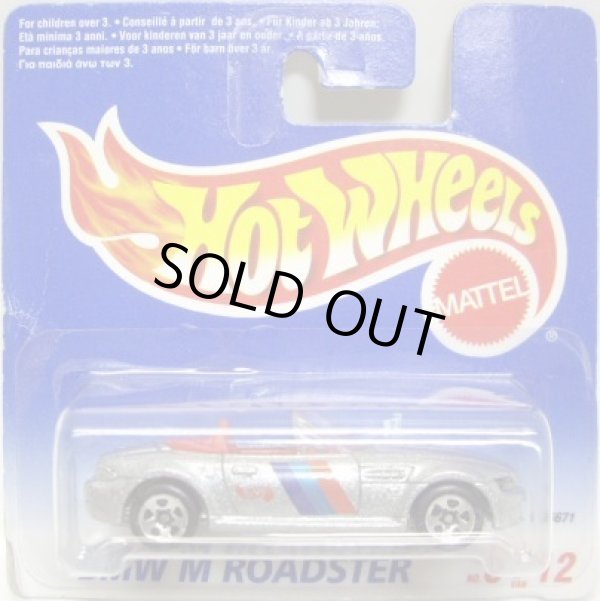 For children over 3. • Conseillé à partir de 3 ans. • Für Kinder ab 3 Jahren.
Età minima 3 anni. • Voor kinderen van 3 jaar en ouder. • A partir de 3 años.
Para crianças maiores de 3 anos • För barn över 3 år.
Για παιδιά άνω των 3.
HOT WHEELS
®
MATTEL
SOLD OUT
BMW M ROADSTER
NO. 12